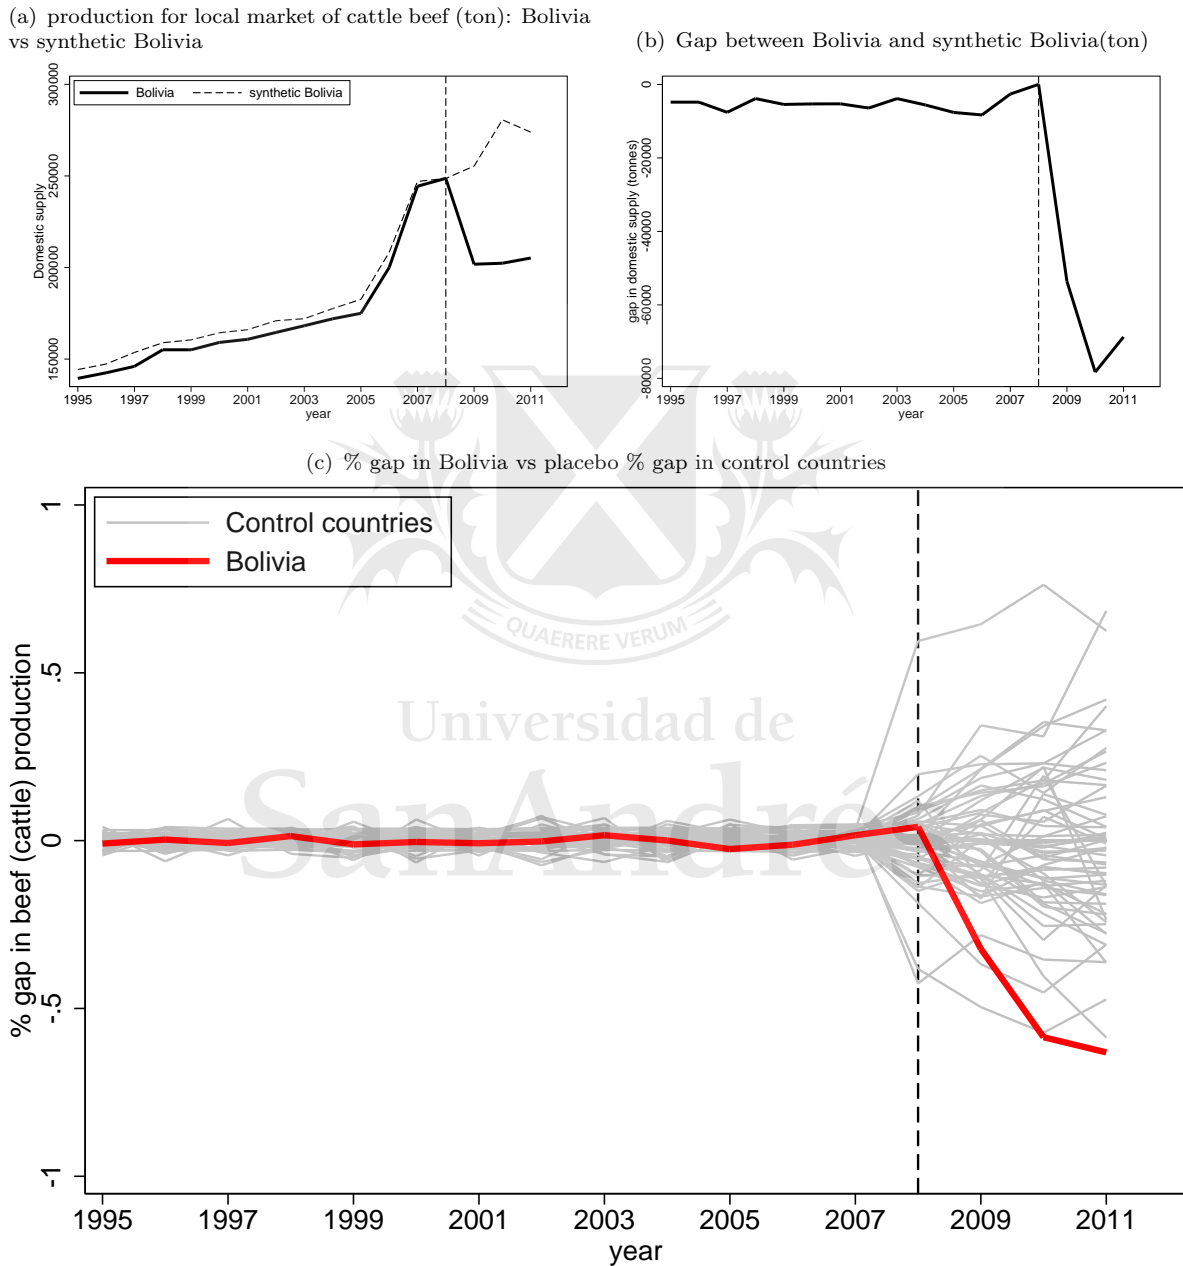 (a) production for local market of cattle beef (ton): Bolivia
vs synthetic Bolivia
Domestic supply
300000
250000
200000
150000
Bolivia
synthetic Bolivia
1995 1997 1999 2001 2003 2005 2007 2009 2011
year
(b) Gap between Bolivia and synthetic Bolivia(ton)
gap in domestic supply (tonnes)
0
-20000
-40000
-60000
-80000
1995 1997 1999 2001 2003 2005 2007 2009 2011
year
(c) % gap in Bolivia vs placebo % gap in control countries
% gap in beef (cattle) production
1
.5
0
-.5
-1
Control countries
Bolivia
QUAERERE VERUM
Universidad de
SanAndré
1995 1997 1999 2001 2003 2005 2007 2009 2011
year